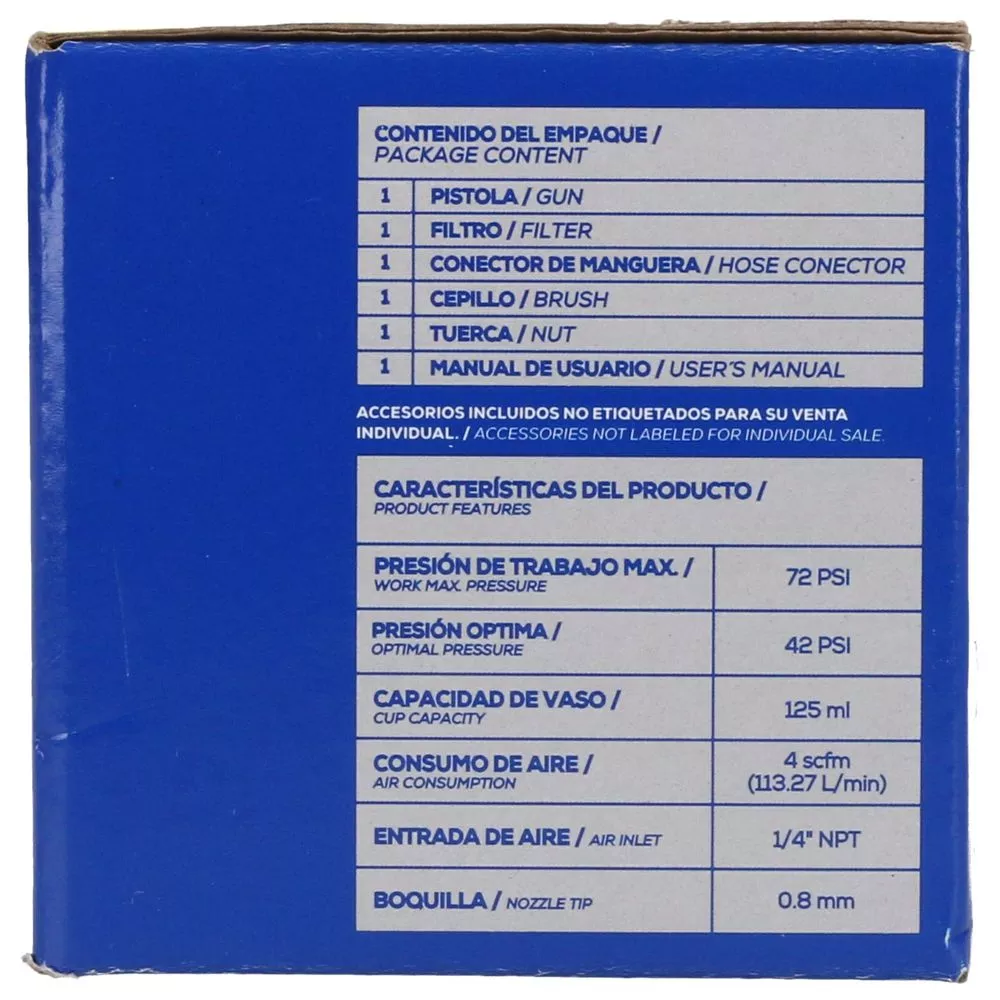 CONTENIDO DEL EMPAQUE /
PACKAGE CONTENT
1 PISTOLA / GUN
1 FILTRO / FILTER
1 CONECTOR DE MANGUERA / HOSE CONECTOR
1 CEPILLO / BRUSH
1 TUERCA / NUT
1 MANUAL DE USUARIO / USER'S MANUAL
ACCESORIOS INCLUIDOS NO ETIQUETADOS PARA SU VENTA
INDIVIDUAL. / ACCESSORIES NOT LABELED FOR INDIVIDUAL SALE.
CARACTERÍSTICAS DEL PRODUCTO /
PRODUCT FEATURES
PRESIÓN DE TRABAJO MAX. /
WORK MAX. PRESSURE
72 PSI
PRESIÓN OPTIMA /
OPTIMAL PRESSURE
42 PSI
CAPACIDAD DE VASO /
CUP CAPACITY
125 ml
CONSUMO DE AIRE /
AIR CONSUMPTION
4 scfm
(113.27 L/min)
ENTRADA DE AIRE / AIR INLET
1/4" NPT
BOQUILLA / NOZZLE TIP
0.8 mm